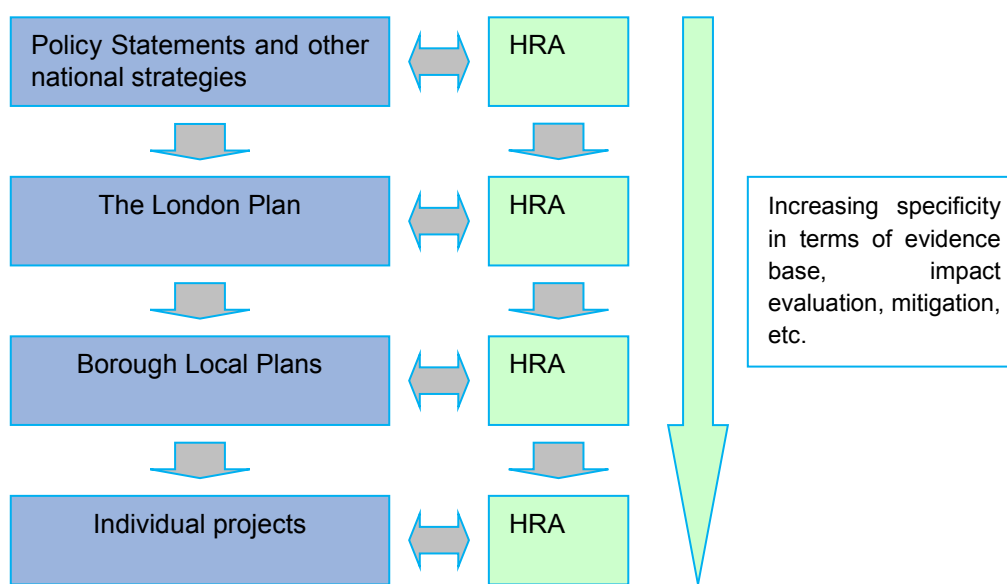 Policy Statements and other
national strategies
HRA
The London Plan
HRA
Increasing specificity
in terms of evidence
base, impact
evaluation, mitigation,
etc.
Borough Local Plans
HRA
Individual projects
HRA